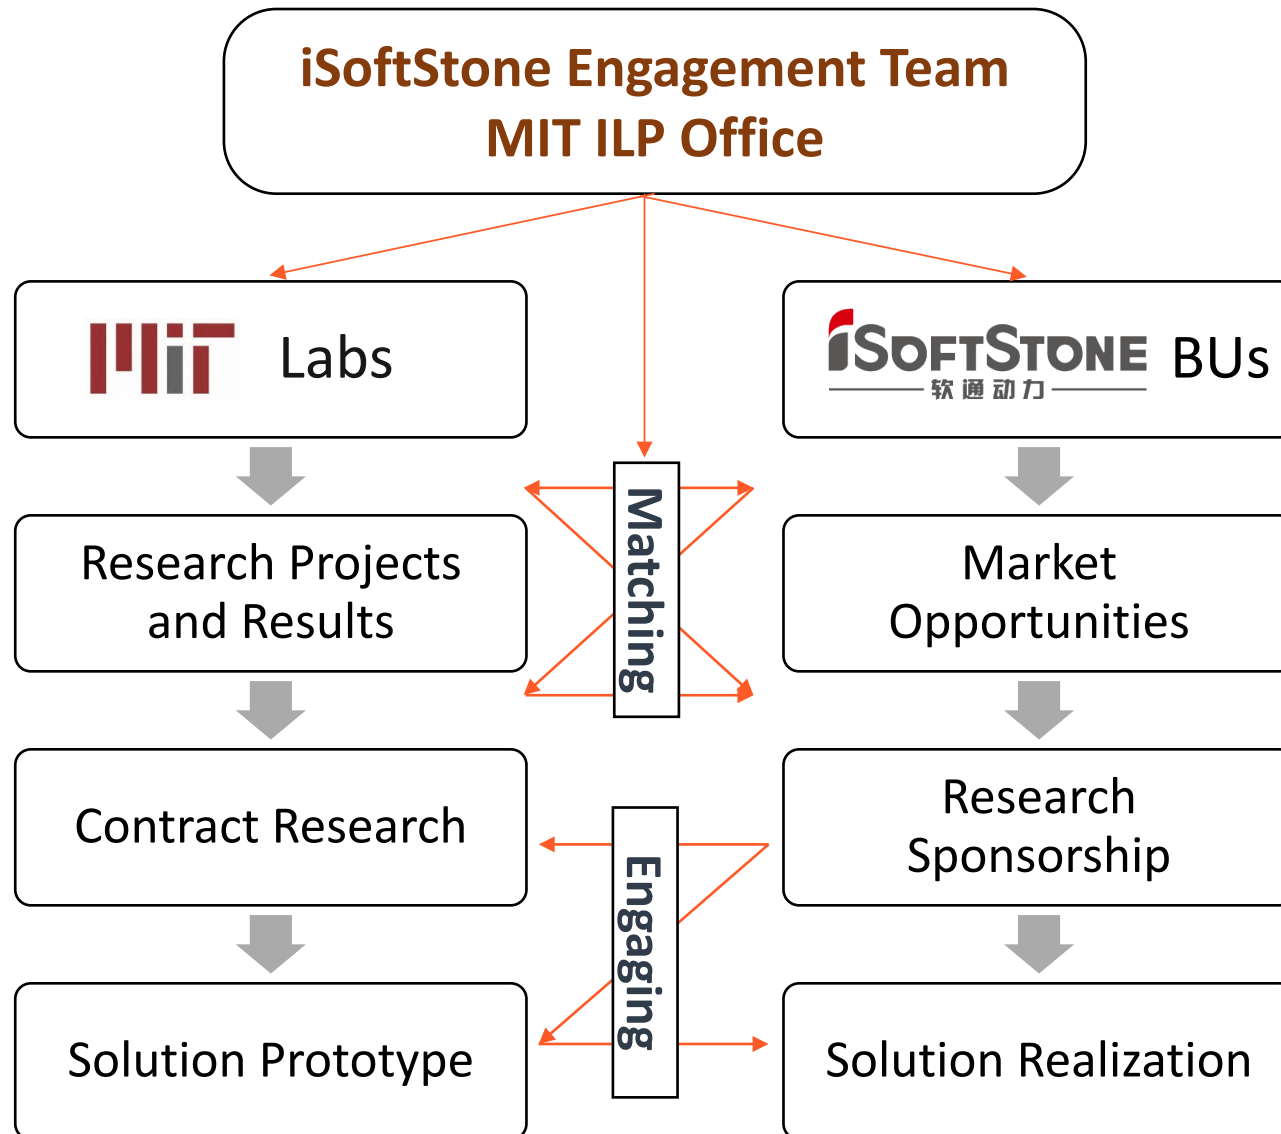 iSoftStone Engagement Team
MIT ILP Office
MIT Labs
iSOFTSTONE BUs
软通动力
Matching
Research Projects
and Results
Market
Opportunities
Contract Research
Research
Sponsorship
Engaging
Solution Prototype
Solution Realization